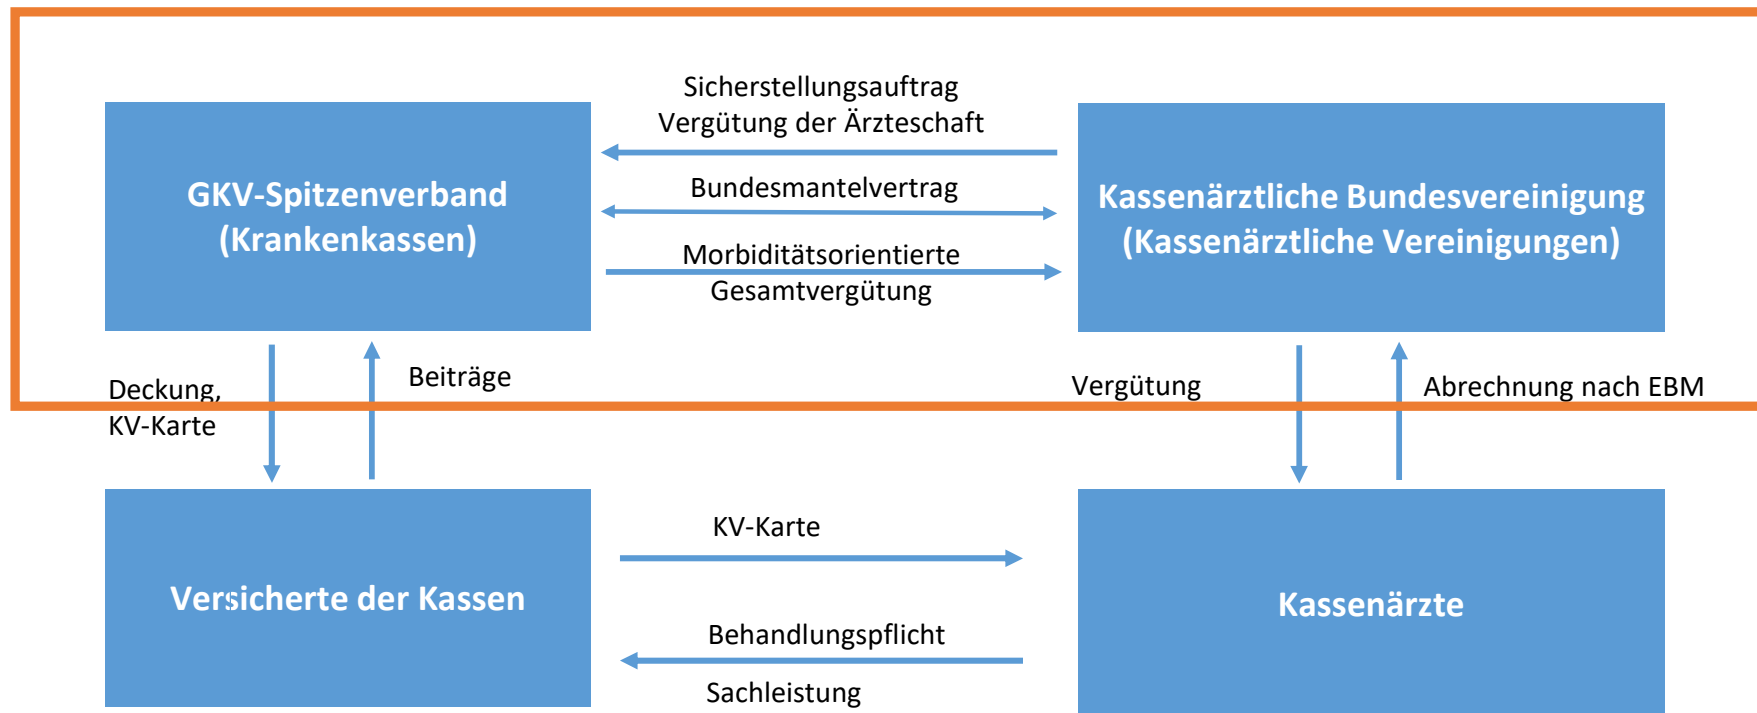 Sicherstellungsauftrag
Vergütung der Ärzteschaft
GKV-Spitzenverband
(Krankenkassen)
Bundesmantelvertrag
Kassenärztliche Bundesvereinigung
(Kassenärztliche Vereinigungen)
Morbiditätsorientierte
Gesamtvergütung
Deckung,
KV-Karte
Beiträge
Vergütung
Abrechnung nach EBM
Versicherte der Kassen
KV-Karte
Behandlungspflicht
Sachleistung
Kassenärzte